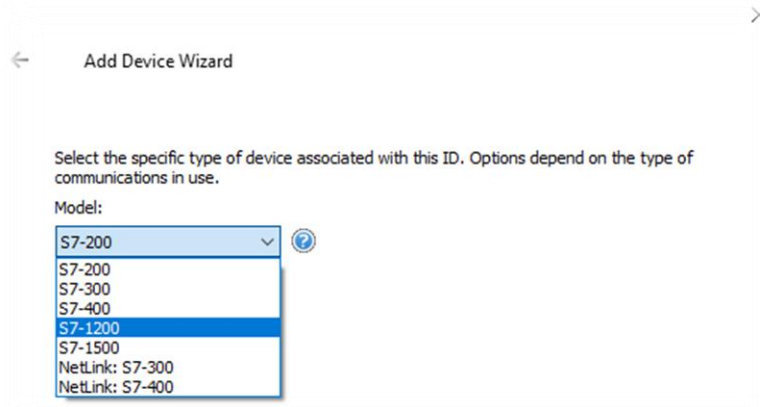 Add Device Wizard
Select the specific type of device associated with this ID. Options depend on the type of
communications in use.
Model:
S7-200
S7-200
S7-300
S7-400
S7-1200
S7-1500
NetLink: S7-300
NetLink: S7-400